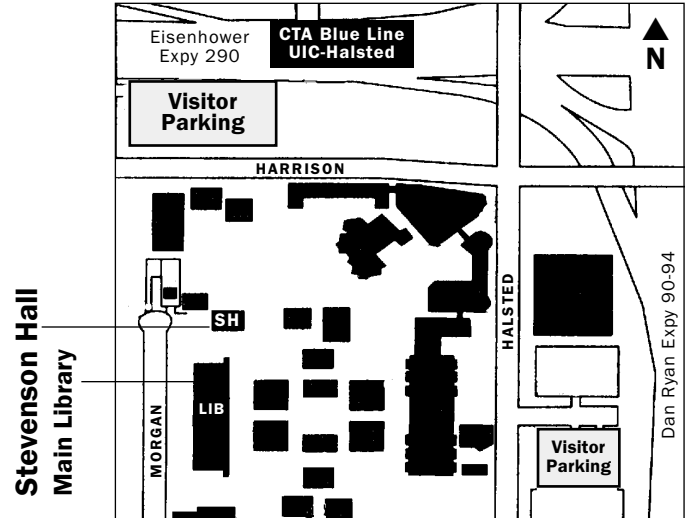 Eisenhower
Expy 290
CTA Blue Line
UIC-Halsted
N
Visitor
Parking
HARRISON
HALSTED
Dan Ryan Expy 90-94
Stevenson Hall
Main Library
SH
LIB
MORGAN
Visitor
Parking